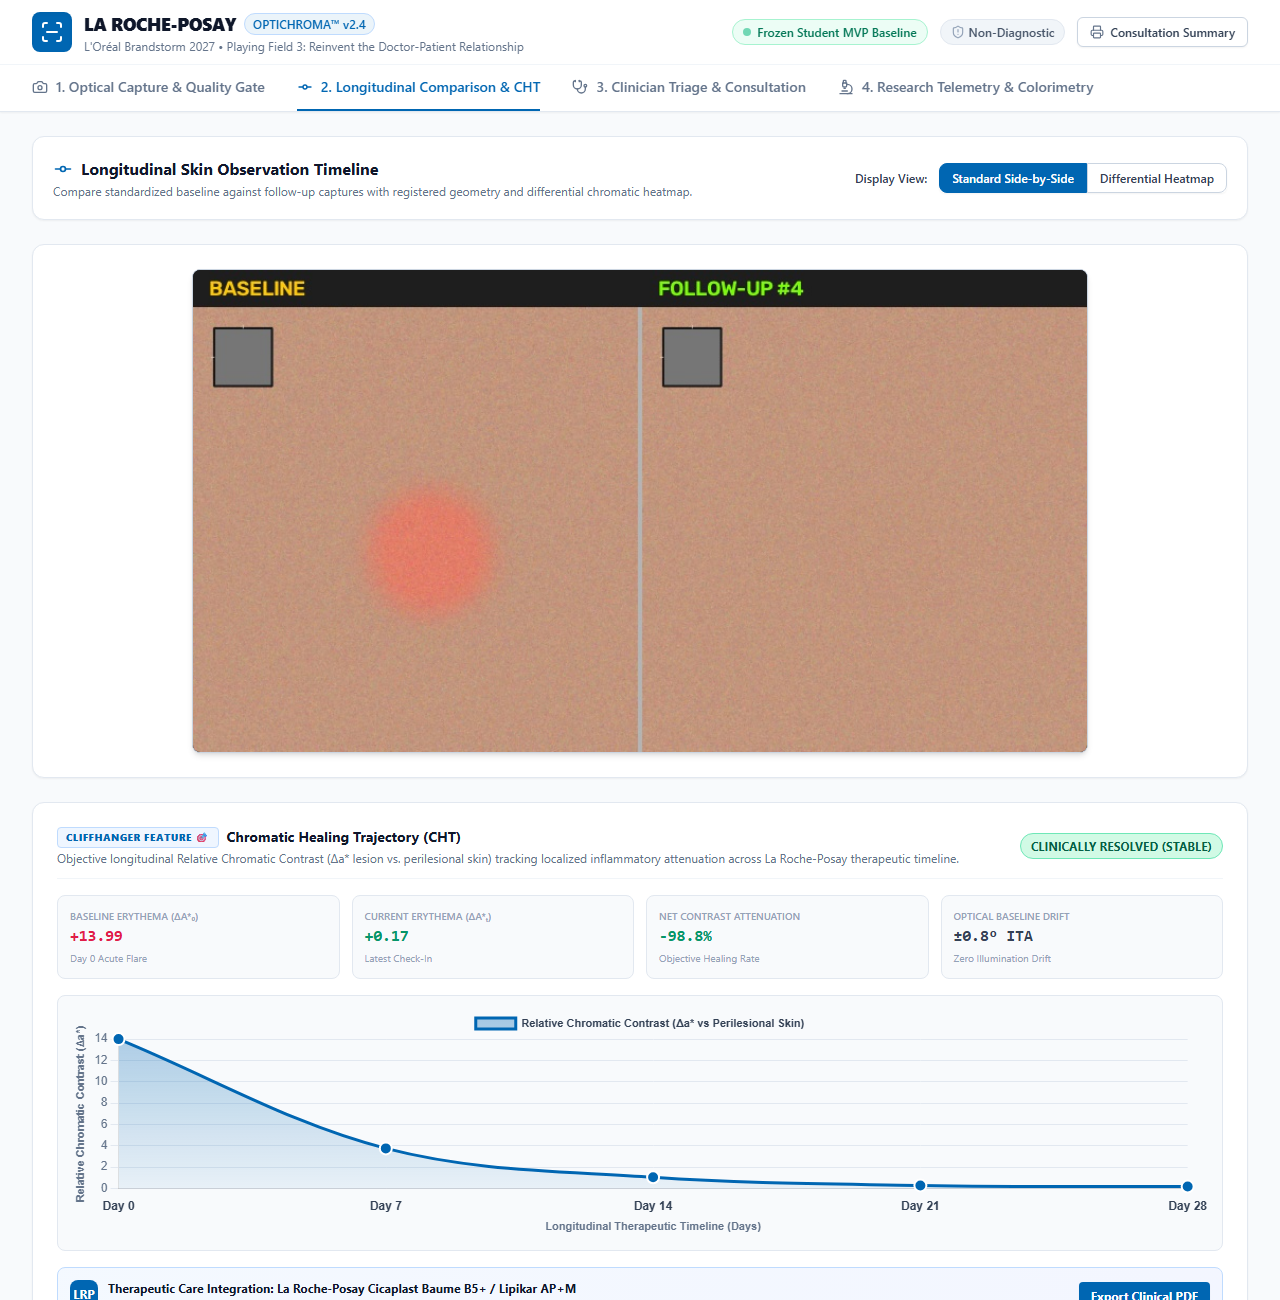 LA ROCHE-POSAY OPTICHROMA™ v2.4
L'Oréal Brandstorm 2027 • Playing Field 3: Reinvent the Doctor-Patient Relationship
Frozen Student MVP Baseline
Non-Diagnostic
Consultation Summary
1. Optical Capture & Quality Gate
2. Longitudinal Comparison & CHT
3. Clinician Triage & Consultation
4. Research Telemetry & Colorimetry
Longitudinal Skin Observation Timeline
Compare standardized baseline against follow-up captures with registered geometry and differential chromatic heatmap.
Display View:
Standard Side-by-Side
Differential Heatmap
BASELINE
FOLLOW-UP #4
CLIFFHANGER FEATURE 🎯 Chromatic Healing Trajectory (CHT)
Objective longitudinal Relative Chromatic Contrast (Δa* lesion vs. perilesional skin) tracking localized inflammatory attenuation across La Roche-Posay therapeutic timeline.
CLINICALLY RESOLVED (STABLE)
BASELINE ERYTHEMA (ΔA*₀)
+13.99
Day 0 Acute Flare
CURRENT ERYTHEMA (ΔA*ₜ)
+0.17
Latest Check-In
NET CONTRAST ATTENUATION
-98.8%
Objective Healing Rate
OPTICAL BASELINE DRIFT
±0.8° ITA
Zero Illumination Drift
Relative Chromatic Contrast (Δa* vs Perilesional Skin)
Relative Chromatic Contrast (Δa*)
14
12
10
8
6
4
2
0
Day 0
Day 7
Day 14
Day 21
Day 28
Longitudinal Therapeutic Timeline (Days)
LRP
Therapeutic Care Integration: La Roche-Posay Cicaplast Baume B5+ / Lipikar AP+M
Export Clinical PDF